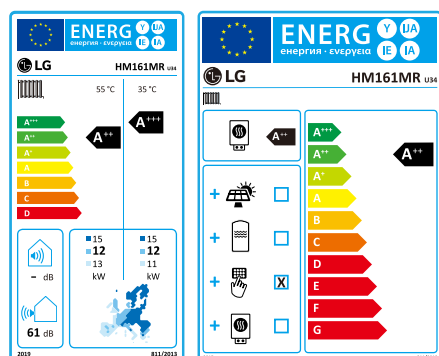 ENERG Y IJA
енергия · ενεργεια IE IA
LG HM161MR U34
55 °C 35 °C
A+++
A++
A+
A
B
C
D
A++
A+++
15 15
12 12
13 11
kW kW
– dB
61 dB
2019 811/2013
ENERG Y IJA
енергия · ενεργεια IE IA
LG HM161MR U34
A++
+
+
+ X
+
A+++
A++
A+
A
B
C
D
E
F
G
A++